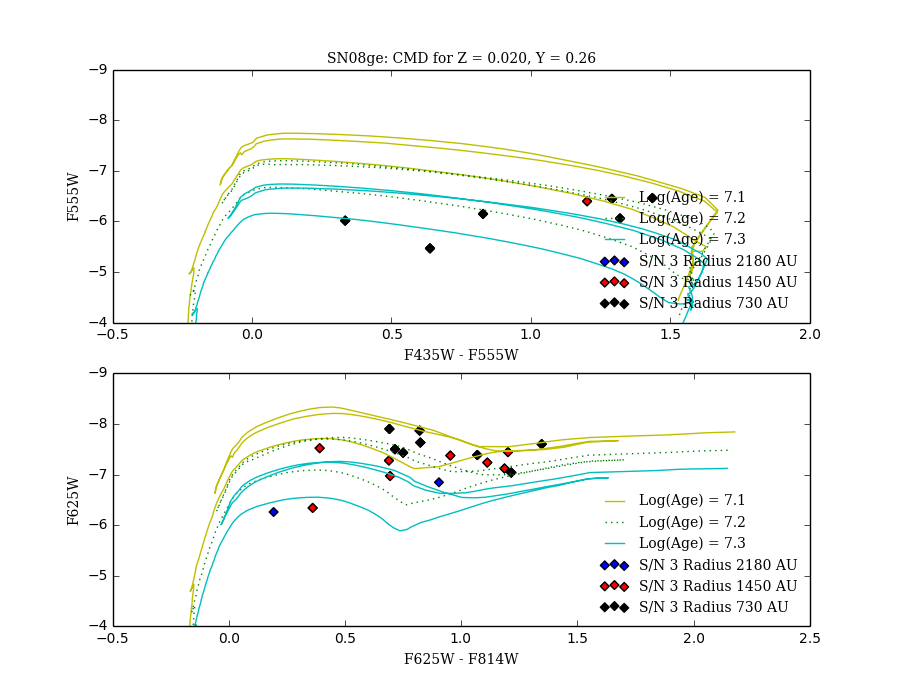 SN08ge: CMD for Z = 0.020, Y = 0.26
−9
−8
−7
−6
−5
−4
F555W
Log(Age) = 7.1
Log(Age) = 7.2
Log(Age) = 7.3
S/N 3 Radius 2180 AU
S/N 3 Radius 1450 AU
S/N 3 Radius 730 AU
−0.5 0.0 0.5 1.0 1.5 2.0
F435W - F555W
−9
−8
−7
−6
−5
−4
F625W
Log(Age) = 7.1
Log(Age) = 7.2
Log(Age) = 7.3
S/N 3 Radius 2180 AU
S/N 3 Radius 1450 AU
S/N 3 Radius 730 AU
−0.5 0.0 0.5 1.0 1.5 2.0 2.5
F625W - F814W